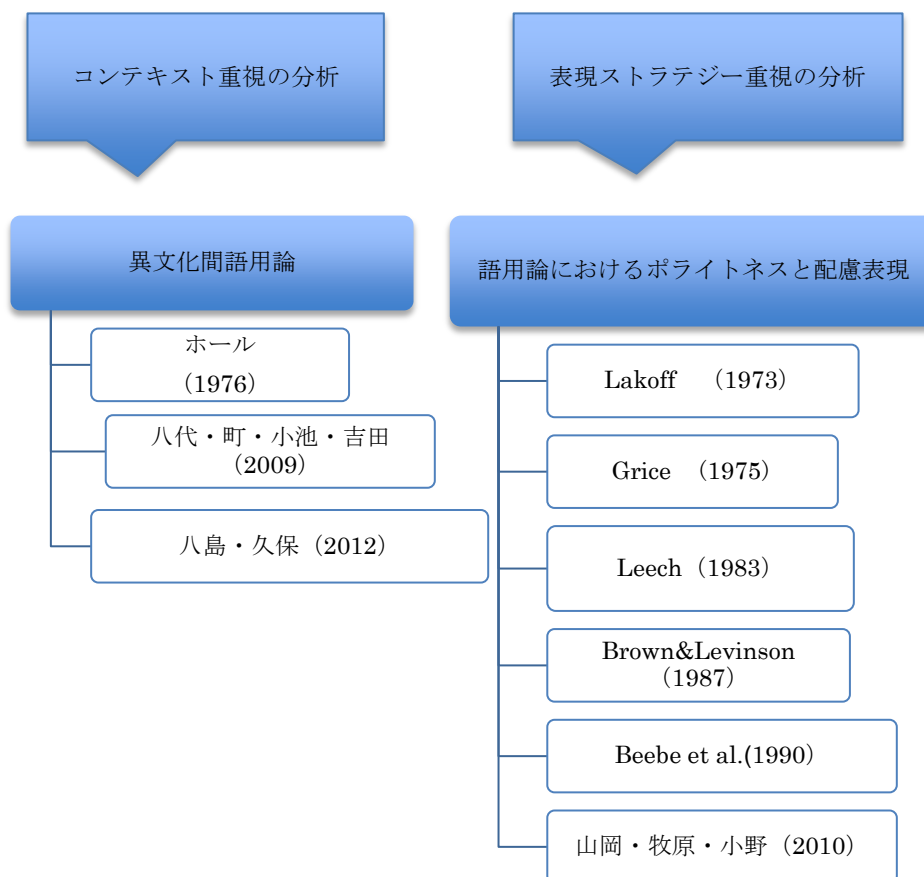 コンテキスト重視の分析
表現ストラテジー重視の分析
異文化間語用論
ホール
（1976）
八代・町・小池・吉田
（2009）
八島・久保（2012）
語用論におけるポライトネスと配慮表現
Lakoff　（1973）
Grice　（1975）
Leech（1983）
Brown&Levinson
（1987）
Beebe et al.(1990）
山岡・牧原・小野（2010）